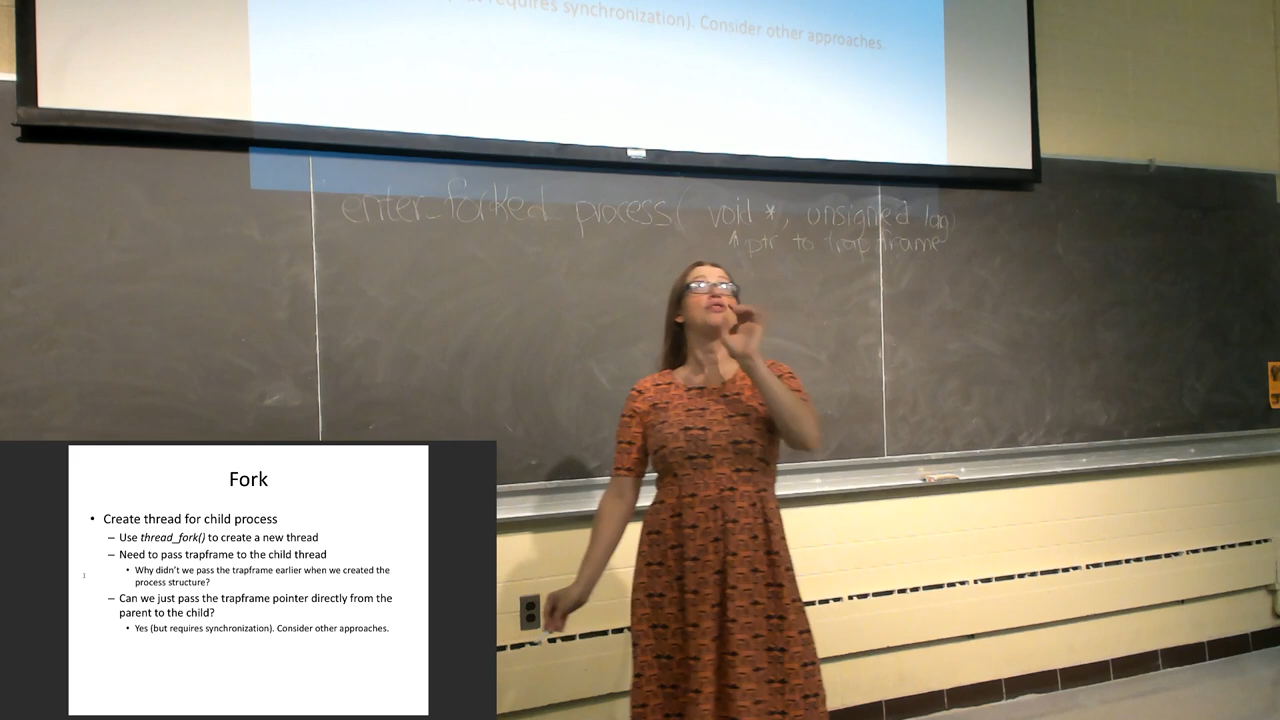 requires synchronization). Consider other approaches.
enter_forked_process( void *, unsigned long)
↑ ptr to trap frame
Fork
• Create thread for child process
– Use thread_fork() to create a new thread
– Need to pass trapframe to the child thread
• Why didn't we pass the trapframe earlier when we created the
process structure?
1
– Can we just pass the trapframe pointer directly from the
parent to the child?
• Yes (but requires synchronization). Consider other approaches.